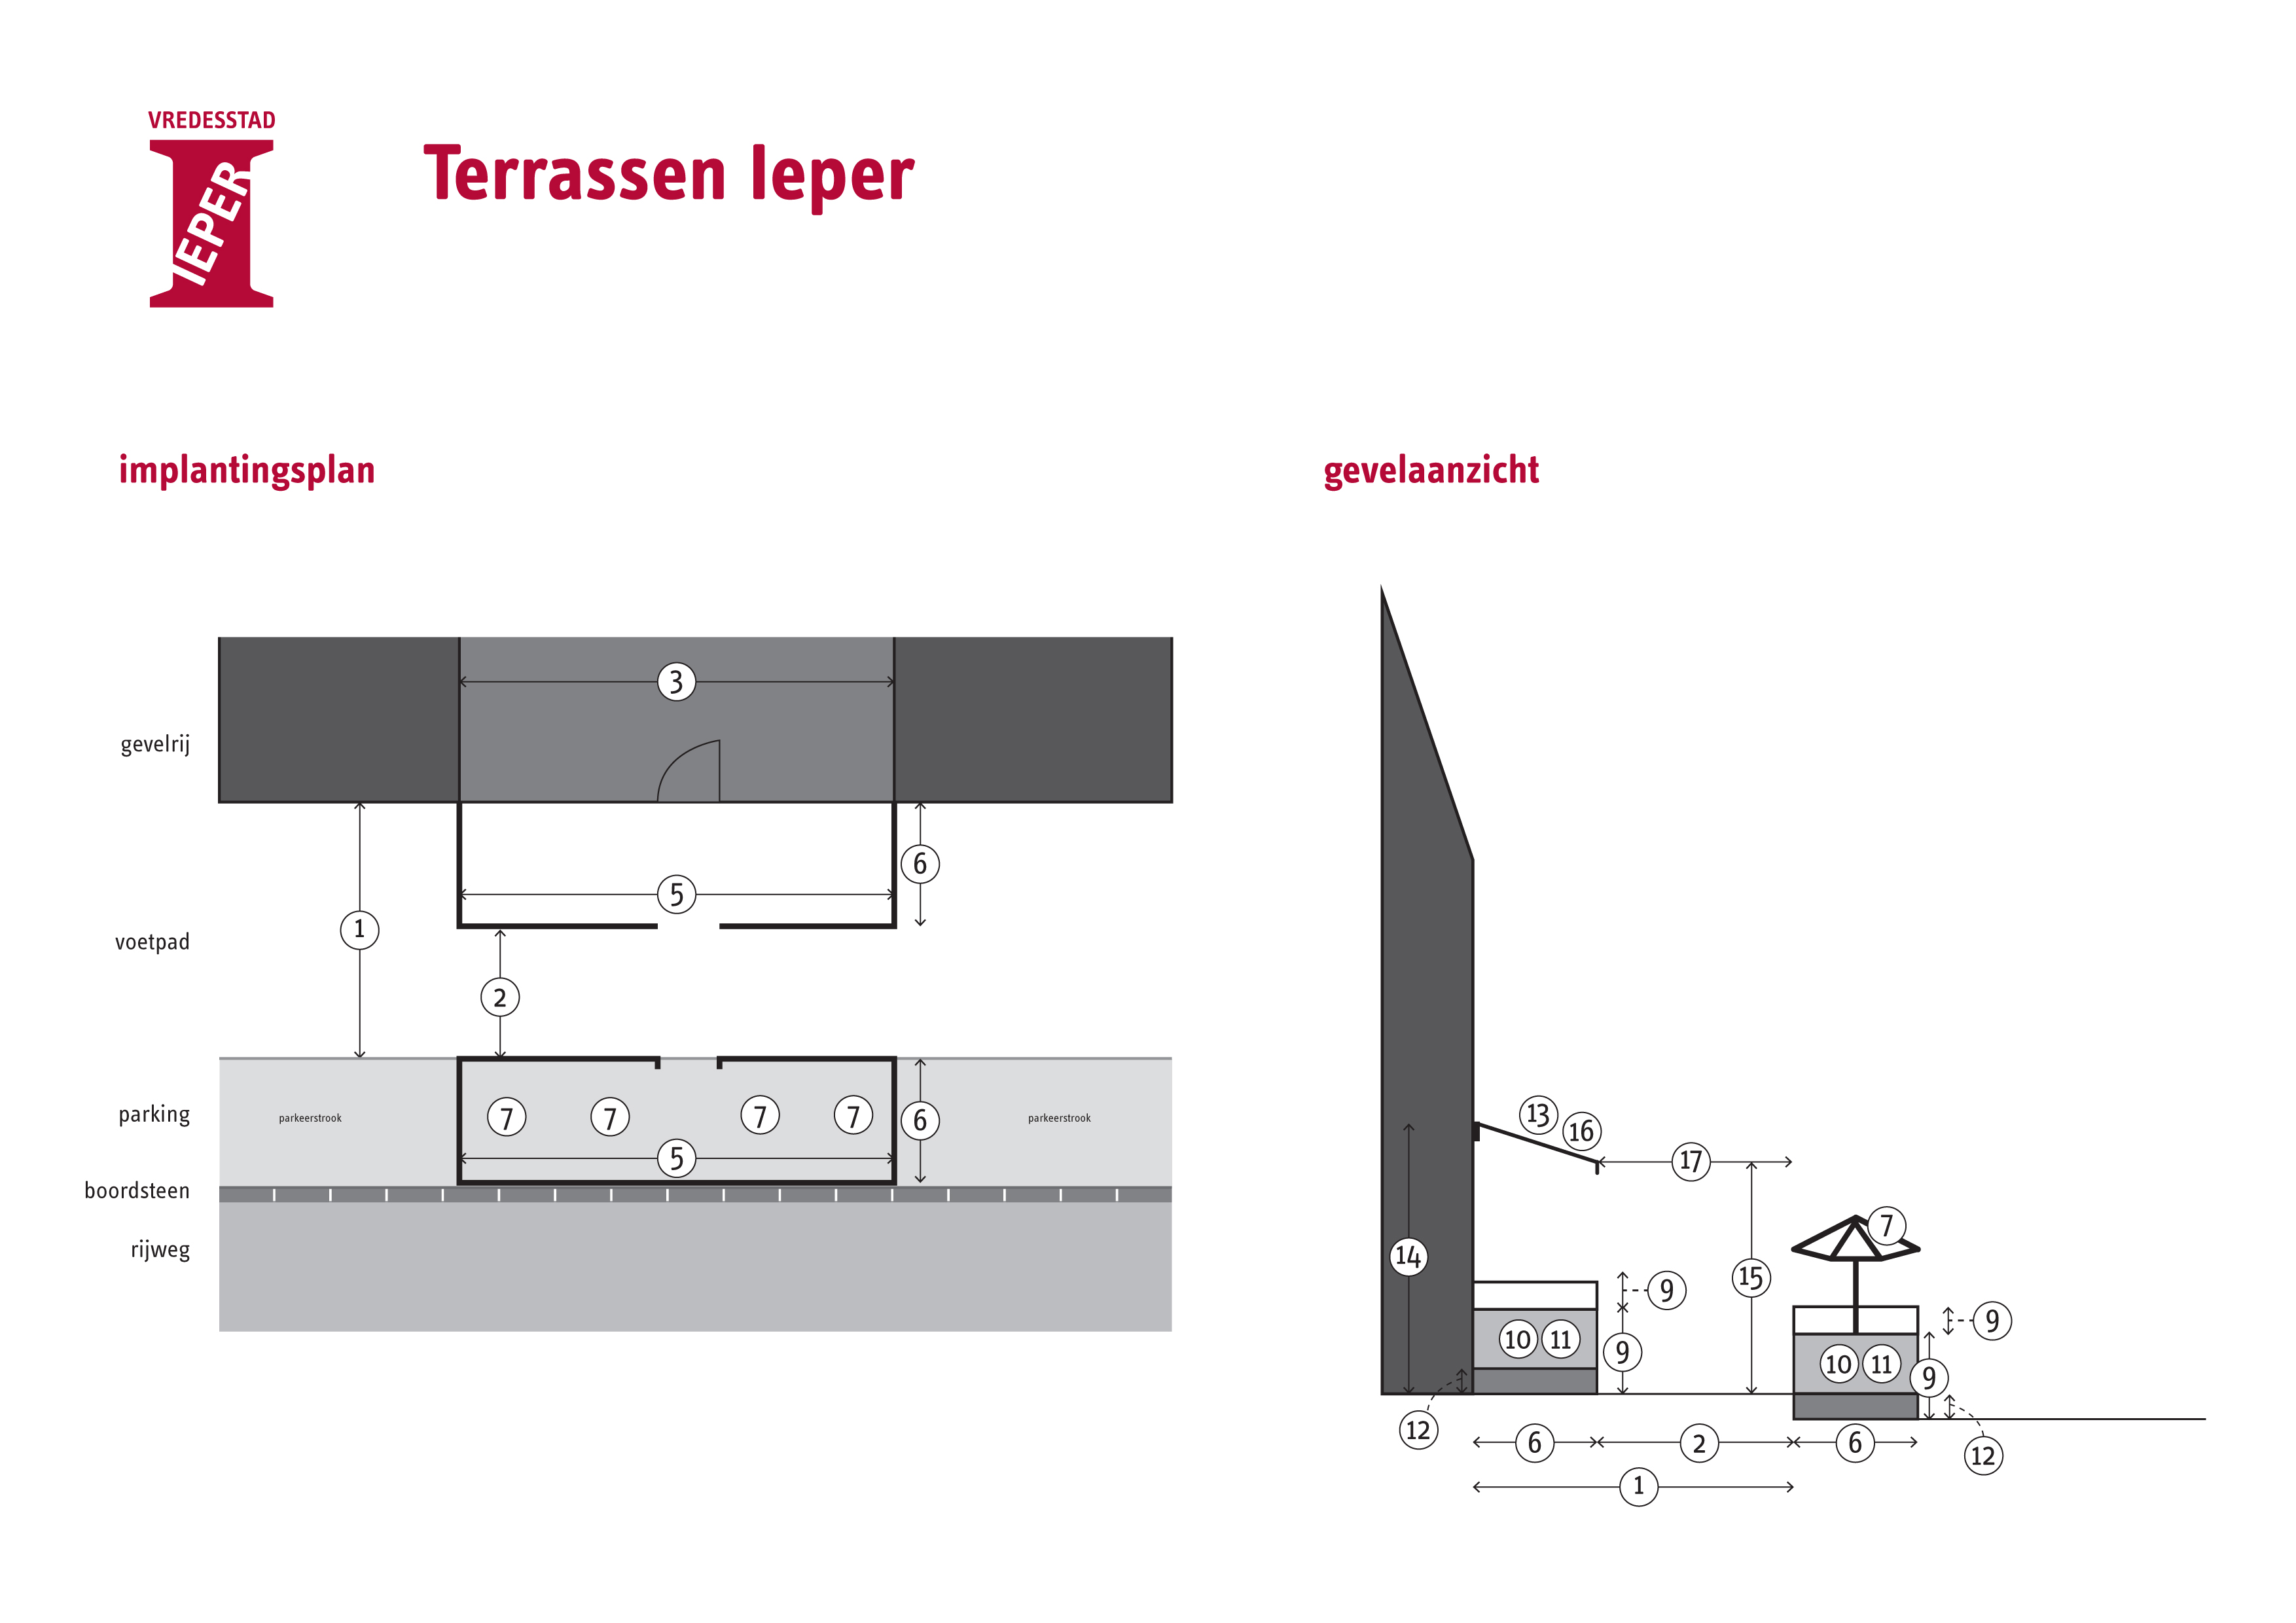 VREDESSTAD
IEPER
Terrassen Ieper
implantingsplan
gevelrij
voetpad
parking
boordsteen
rijweg
3
6
5
1
2
parkeerstrook
7
7
7
7
6
parkeerstrook
5
gevelaanzicht
13
16
17
7
14
15
9
9
10
11
9
10
11
9
12
6
2
6
12
1